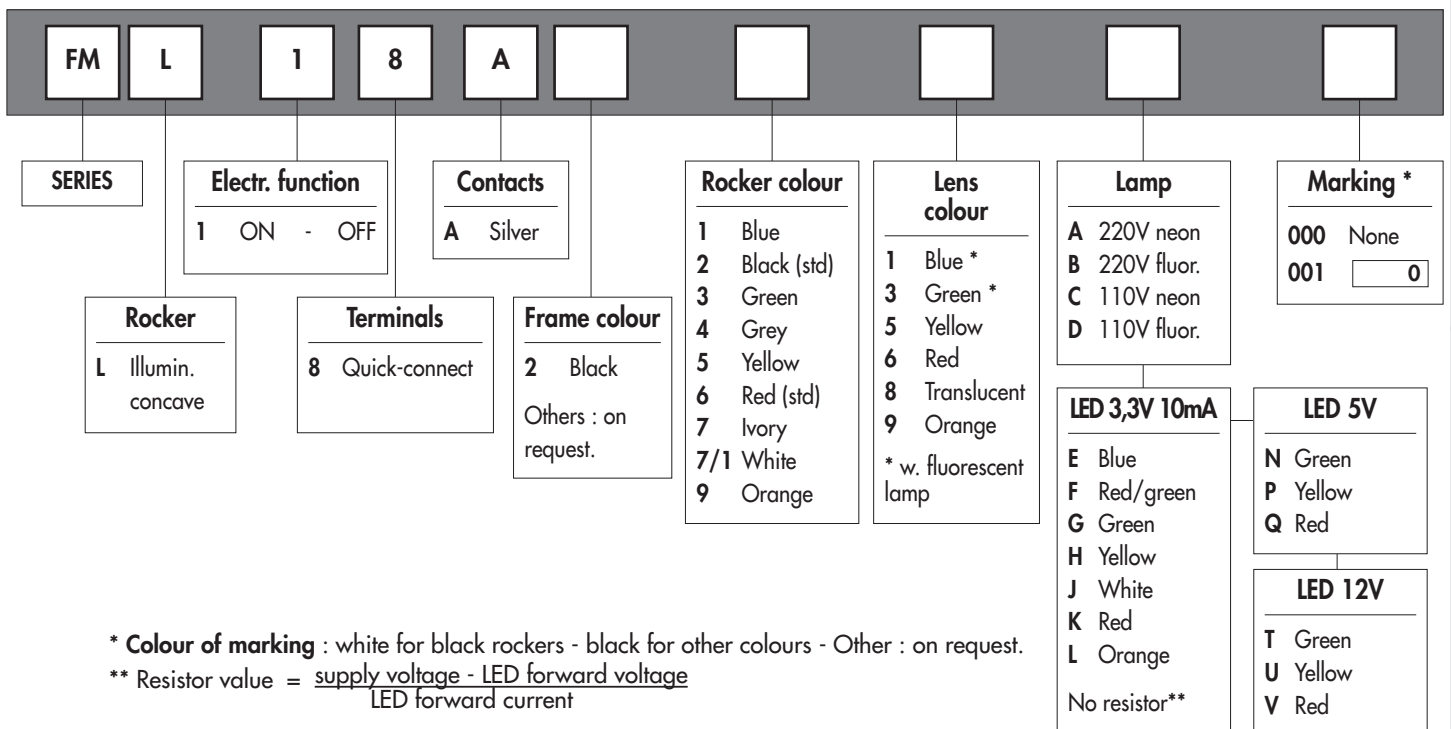 FM L 1 8 A
SERIES
Electr. function
1 ON - OFF
Contacts
A Silver
Rocker colour
1 Blue
2 Black (std)
3 Green
4 Grey
5 Yellow
6 Red (std)
7 Ivory
7/1 White
9 Orange
Lens
colour
1 Blue *
3 Green *
5 Yellow
6 Red
8 Translucent
9 Orange
* w. fluorescent
lamp
Lamp
A 220V neon
B 220V fluor.
C 110V neon
D 110V fluor.
Marking *
000 None
001 0
Rocker
L Illumin.
concave
Terminals
8 Quick-connect
Frame colour
2 Black
Others : on
request.
LED 3,3V 10mA
E Blue
F Red/green
G Green
H Yellow
J White
K Red
L Orange
No resistor**
LED 5V
N Green
P Yellow
Q Red
LED 12V
T Green
U Yellow
V Red
* Colour of marking : white for black rockers - black for other colours - Other : on request.
** Resistor value = supply voltage - LED forward voltage
LED forward current